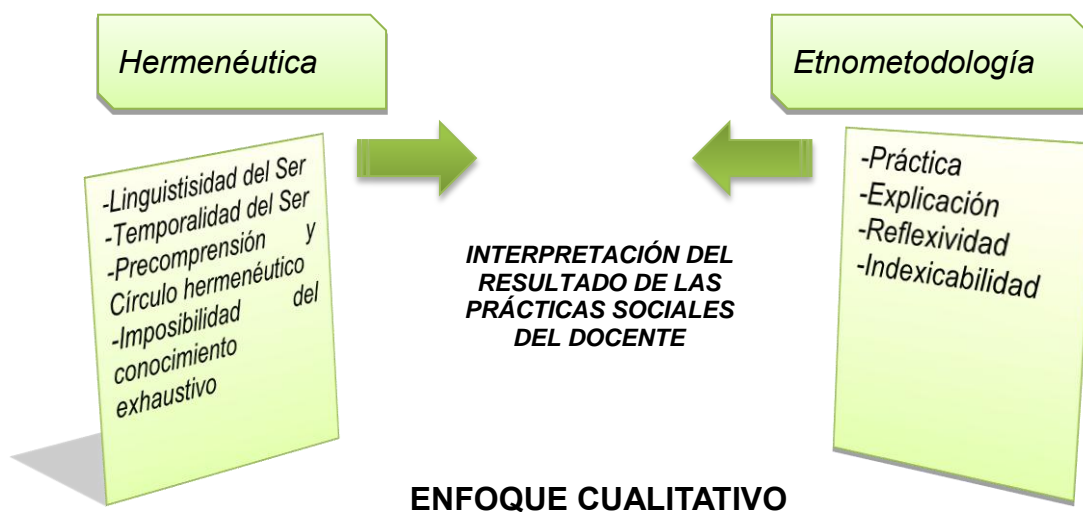 Hermenéutica
-Linguistisidad del Ser
-Temporalidad del Ser
-Precomprensión y
Círculo hermenéutico
-Imposibilidad del
conocimiento
exhaustivo
INTERPRETACIÓN DEL
RESULTADO DE LAS
PRÁCTICAS SOCIALES
DEL DOCENTE
Etnometodología
-Práctica
-Explicación
-Reflexividad
-Indexicabilidad
ENFOQUE CUALITATIVO